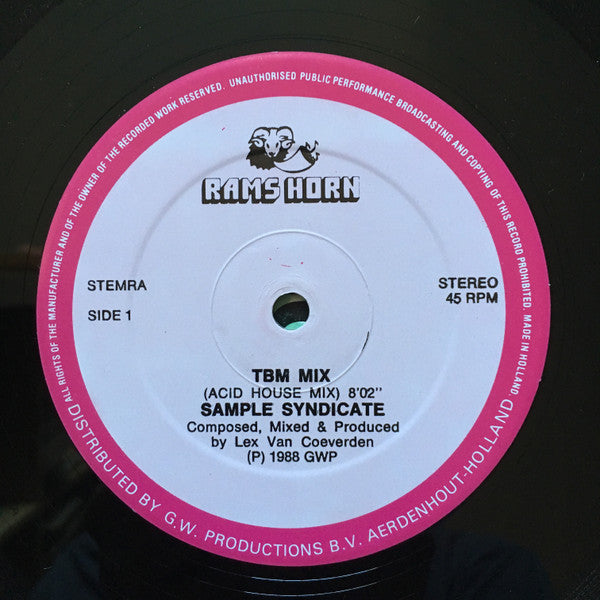 ALL RIGHTS OF THE MANUFACTURER AND OF THE OWNER OF THE RECORDED WORK RESERVED. UNAUTHORISED PUBLIC PERFORMANCE BROADCASTING AND COPYING OF THIS RECORD PROHIBITED. MADE IN HOLLAND
RAMS HORN
STEMRA
SIDE 1
STEREO
45 RPM
TBM MIX
(ACID HOUSE MIX) 8'02"
SAMPLE SYNDICATE
Composed, Mixed & Produced
by Lex Van Coeverden
(P) 1988 GWP
DISTRIBUTED BY G.W. PRODUCTIONS B.V. AERDENHOUT-HOLLAND